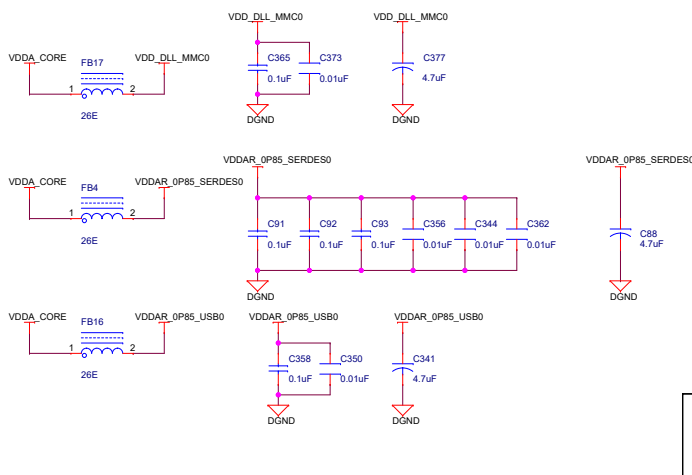 VDD_DLL_MMC0 VDD_DLL_MMC0
VDDA_CORE FB17 VDD_DLL_MMC0
C365 C373 C377
0.1uF 0.01uF 4.7uF
1 2
26E
DGND DGND
VDDAR_0P85_SERDES0 VDDAR_0P85_SERDES0
VDDA_CORE FB4 VDDAR_0P85_SERDES0
1 2
26E
C91 C92 C93 C356 C344 C362 C88
0.1uF 0.1uF 0.1uF 0.01uF 0.01uF 0.01uF 4.7uF
DGND DGND
VDDA_CORE FB16 VDDAR_0P85_USB0 VDDAR_0P85_USB0 VDDAR_0P85_USB0
1 2
26E
C358 C350 C341
0.1uF 0.01uF 4.7uF
DGND DGND